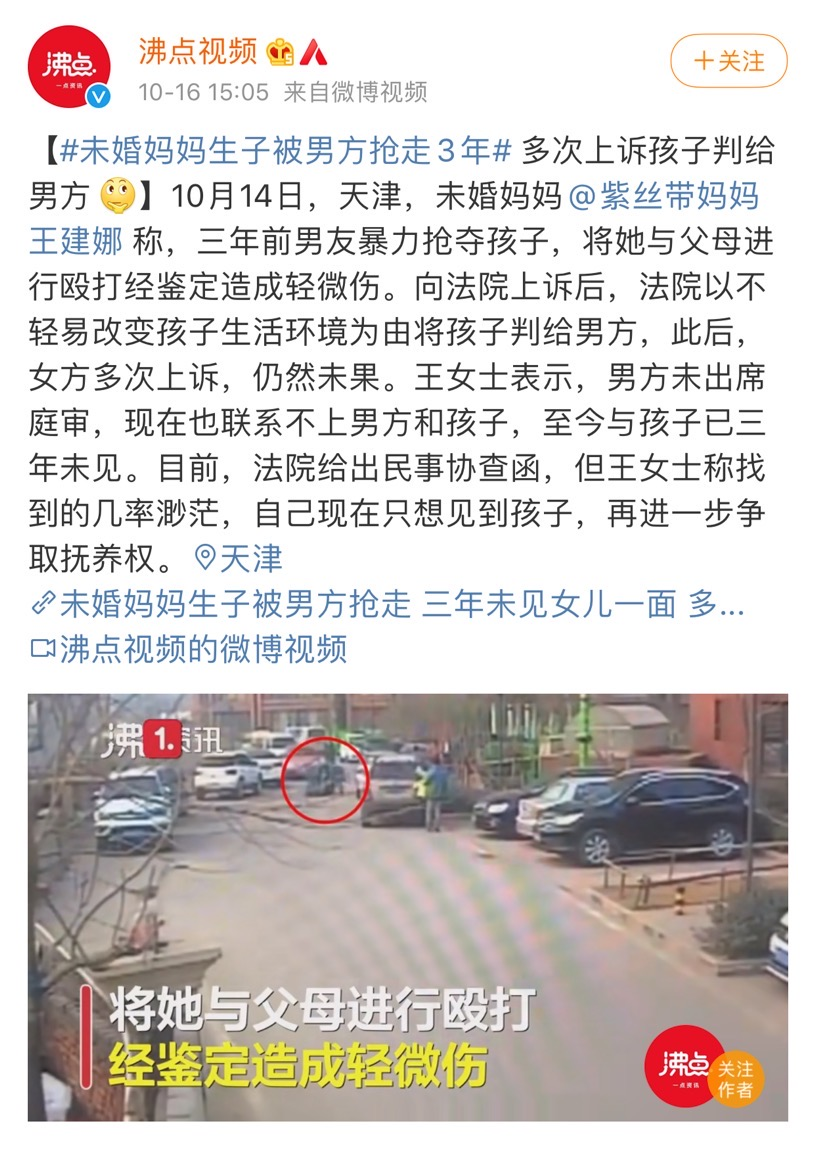 沸点
一点资讯
沸点视频
10-16 15:05 来自微博视频
+关注
【#未婚妈妈生子被男方抢走3年# 多次上诉孩子判给
男方 】10月14日，天津，未婚妈妈@紫丝带妈妈
王建娜 称，三年前男友暴力抢夺孩子，将她与父母进
行殴打经鉴定造成轻微伤。向法院上诉后，法院以不
轻易改变孩子生活环境为由将孩子判给男方，此后，
女方多次上诉，仍然未果。王女士表示，男方未出席
庭审，现在也联系不上男方和孩子，至今与孩子已三
年未见。目前，法院给出民事协查函，但王女士称找
到的几率渺茫，自己现在只想见到孩子，再进一步争
取抚养权。 天津
未婚妈妈生子被男方抢走 三年未见女儿一面 多...
沸点视频的微博视频
沸1.资讯
将她与父母进行殴打
经鉴定造成轻微伤
沸点
一点资讯
关注
作者